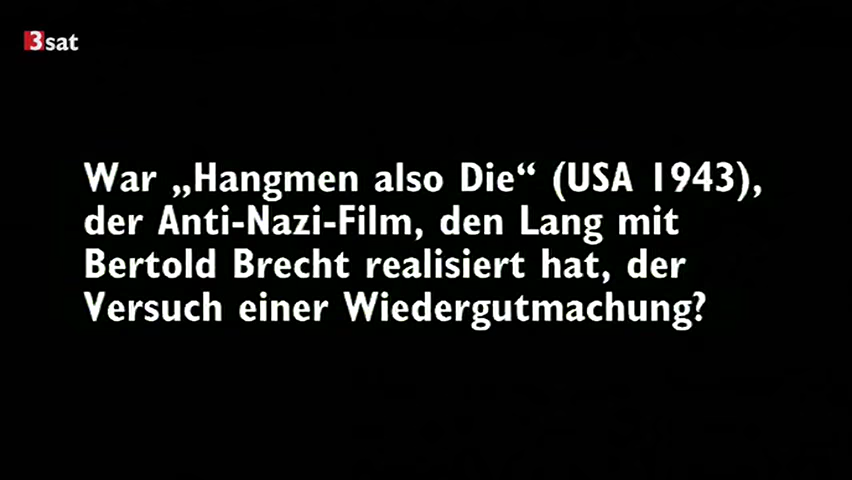 3sat
War „Hangmen also Die“ (USA 1943),
der Anti-Nazi-Film, den Lang mit
Bertold Brecht realisiert hat, der
Versuch einer Wiedergutmachung?